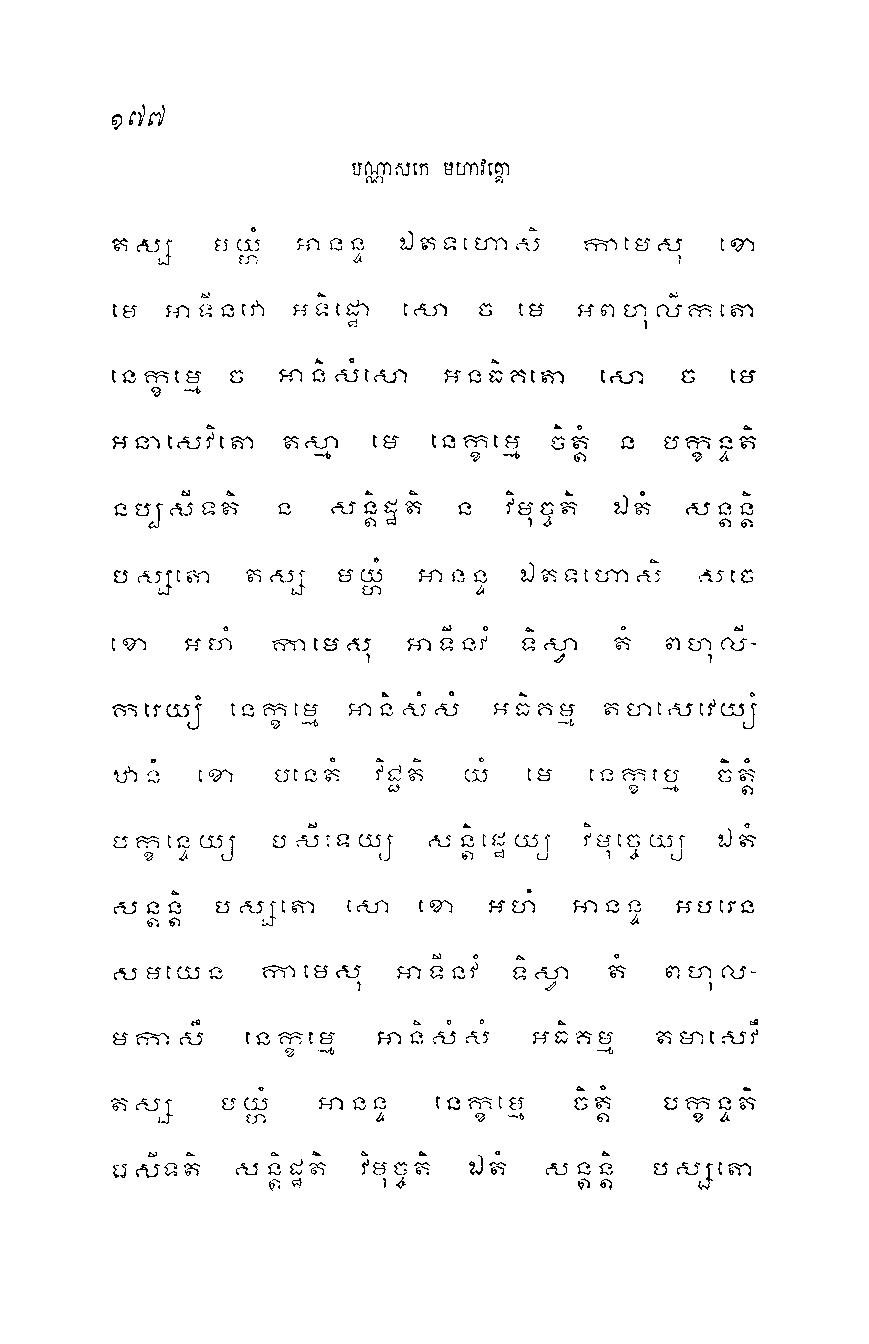 ១៧៧
បណ្ណាសកេ មហាវគ្គោ
តស្ស មយ្ហំ អានន្ទ ឯតទហោសិ កាមេសុ ខោ
មេ អាទីនវោ អទិដ្ឋោ សោ ច មេ អពហុលីកតោ
នេក្ខម្មេ ច អានិសំសោ អនធិគតោ សោ ច មេ
អនាសេវិតោ តស្មា មេ នេក្ខម្មេ ចិត្តំ ន បក្ខន្ទតិ
នប្បសីទតិ ន សន្តិដ្ឋតិ ន វិមុច្ចតិ ឯតំ សន្តន្តិ
បស្សតោ តស្ស មយ្ហំ អានន្ទ ឯតទហោសិ សចេ
ខោ អហំ កាមេសុ អាទីនវំ ទិស្វា តំ ពហុលី-
ករេយ្យំ នេក្ខម្មេ អានិសំសំ អធិគម្ម តមាសេវេយ្យំ
ឋានំ ខោ បនេតំ វិជ្ជតិ យំ មេ នេក្ខម្មេ ចិត្តំ
បក្ខន្ទេយ្យ បសីទេយ្យ សន្តិដ្ឋេយ្យ វិមុច្ចេយ្យ ឯតំ
សន្តន្តិ បស្សតោ សោ ខោ អហំ អានន្ទ អបរេន
សមយេន កាមេសុ អាទីនវំ ទិស្វា តំ ពហុល-
មកាសឹ នេក្ខម្មេ អានិសំសំ អធិគម្ម តមាសេវឹ
តស្ស មយ្ហំ អានន្ទ នេក្ខម្មេ ចិត្តំ បក្ខន្ទតិ
បសីទតិ សន្តិដ្ឋតិ វិមុច្ចតិ ឯតំ សន្តន្តិ បស្សតោ